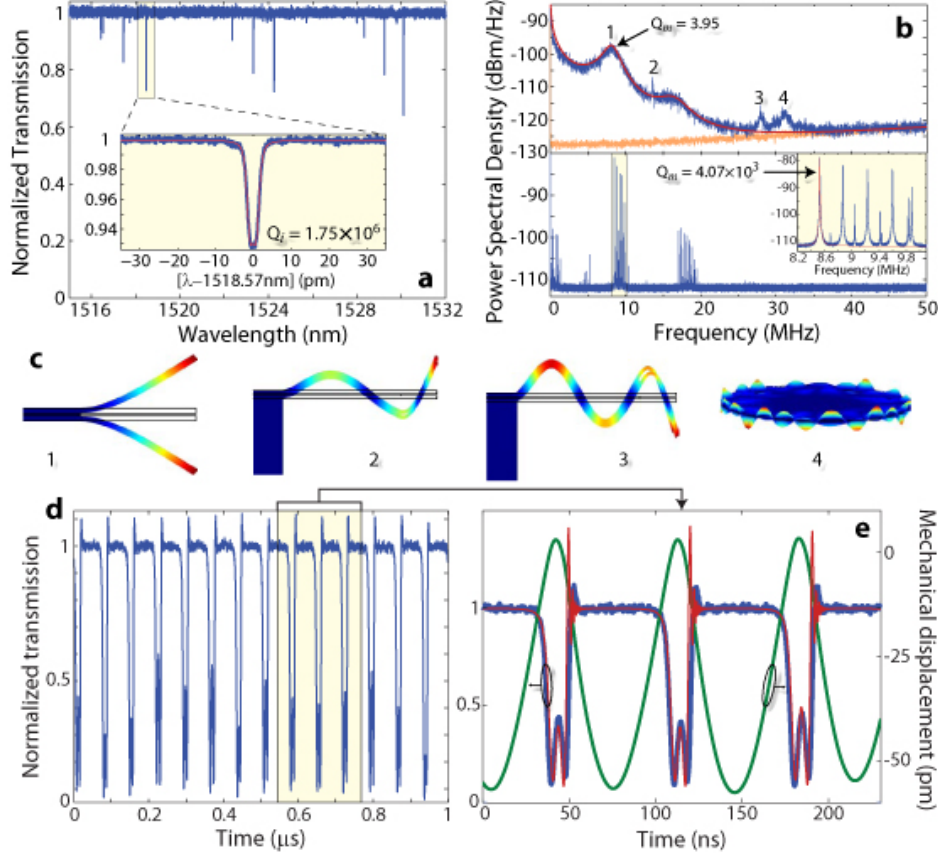 1
0.8
0.6
0.4
0.2
0
Normalized Transmission
1
0.98
0.96
0.94
Qi = 1.75×10⁶
-30 -20 -10 0 10 20 30
[λ−1518.57nm] (pm)
a
1516 1520 1524 1528 1532
Wavelength (nm)
-90
-100
-110
-120
-130
-90
-100
-110
Power Spectral Density (dBm/Hz)
1
Qm = 3.95
b
2
3 4
Qm = 4.07×10³
-80
-90
-100
-110
8.2 8.6 9 9.4 9.8
Frequency (MHz)
0 10 20 30 40 50
Frequency (MHz)
c
1
2
3
4
d
1
0.5
0
Normalized transmission
0 0.2 0.4 0.6 0.8 1
Time (μs)
e
1
0.5
0
0
-25
-50
Mechanical displacement (pm)
0 50 100 150 200
Time (ns)